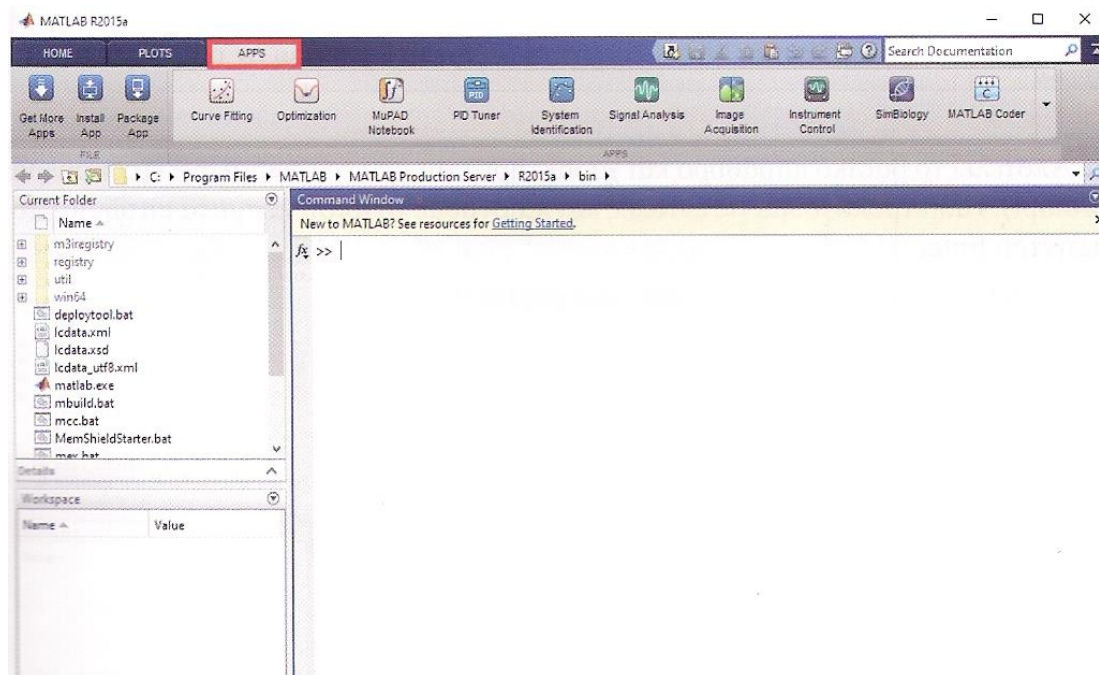 MATLAB R2015a
HOME PLOTS APPS
Search Documentation
Get More Apps
Install App
Package App
Curve Fitting
Optimization
MuPAD Notebook
PID Tuner
System Identification
Signal Analysis
Image Acquisition
Instrument Control
SimBiology
MATLAB Coder
FILE
APPS
C: Program Files MATLAB MATLAB Production Server R2015a bin
Current Folder
Name
m3iregistry
registry
util
win64
deploytool.bat
lcdata.xml
lcdata.xsd
lcdata_utf8.xml
matlab.exe
mbuild.bat
mcc.bat
MemShieldStarter.bat
mex.bat
Details
Workspace
Name Value
Command Window
New to MATLAB? See resources for Getting Started.
fx >>